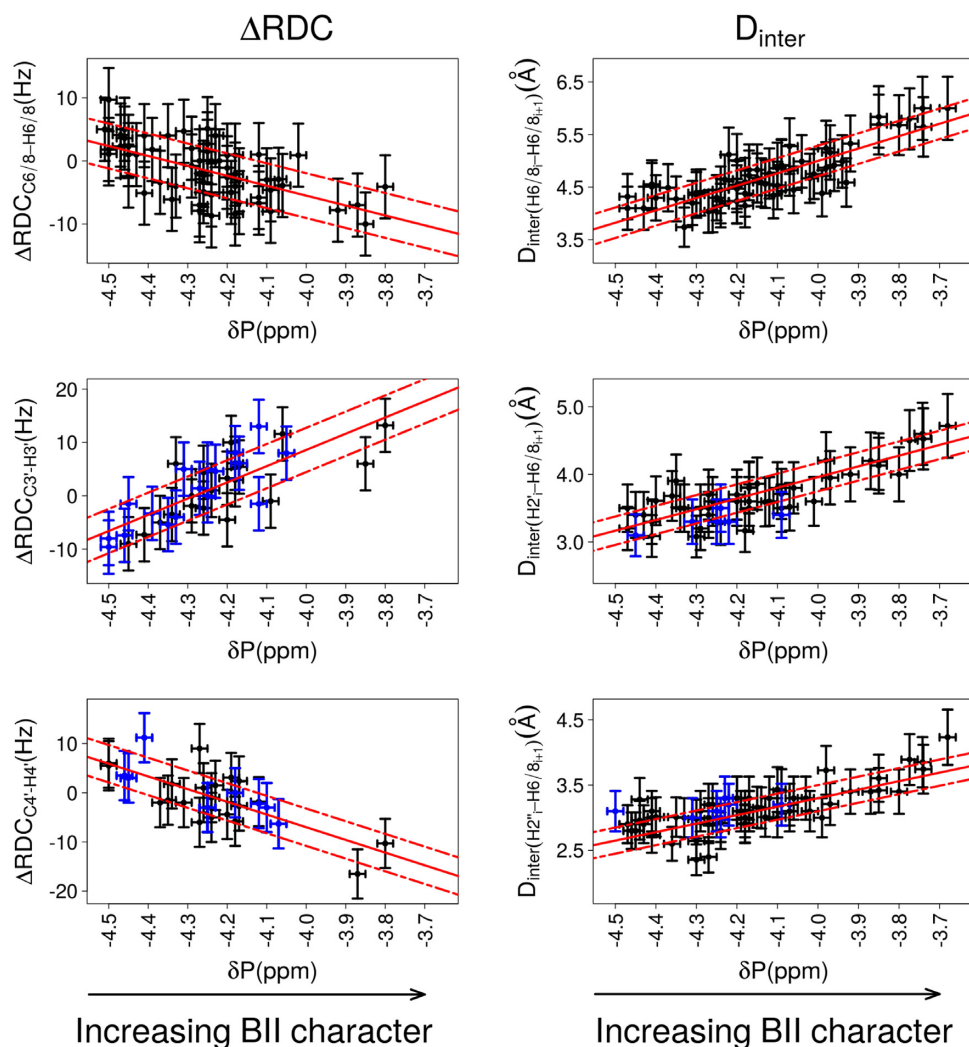 ΔRDC
D_inter
ΔRDC_C6/8–H6/8(Hz)
10
0
-10
-4.5 -4.4 -4.3 -4.2 -4.1 -4.0 -3.9 -3.8 -3.7
δP(ppm)
D_inter(H6/8_i–H6/8_i+1)(Å)
6.5
5.5
4.5
3.5
-4.5 -4.4 -4.3 -4.2 -4.1 -4.0 -3.9 -3.8 -3.7
δP(ppm)
ΔRDC_C3'-H3'(Hz)
20
10
0
-10
-4.5 -4.4 -4.3 -4.2 -4.1 -4.0 -3.9 -3.8 -3.7
δP(ppm)
D_inter(H2'_i–H6/8_i+1)(Å)
5.0
4.0
3.0
-4.5 -4.4 -4.3 -4.2 -4.1 -4.0 -3.9 -3.8 -3.7
δP(ppm)
ΔRDC_C4'-H4'(Hz)
10
0
-10
-20
-4.5 -4.4 -4.3 -4.2 -4.1 -4.0 -3.9 -3.8 -3.7
δP(ppm)
D_inter(H2''_i–H6/8_i+1)(Å)
4.5
3.5
2.5
-4.5 -4.4 -4.3 -4.2 -4.1 -4.0 -3.9 -3.8 -3.7
δP(ppm)
Increasing BII character
Increasing BII character